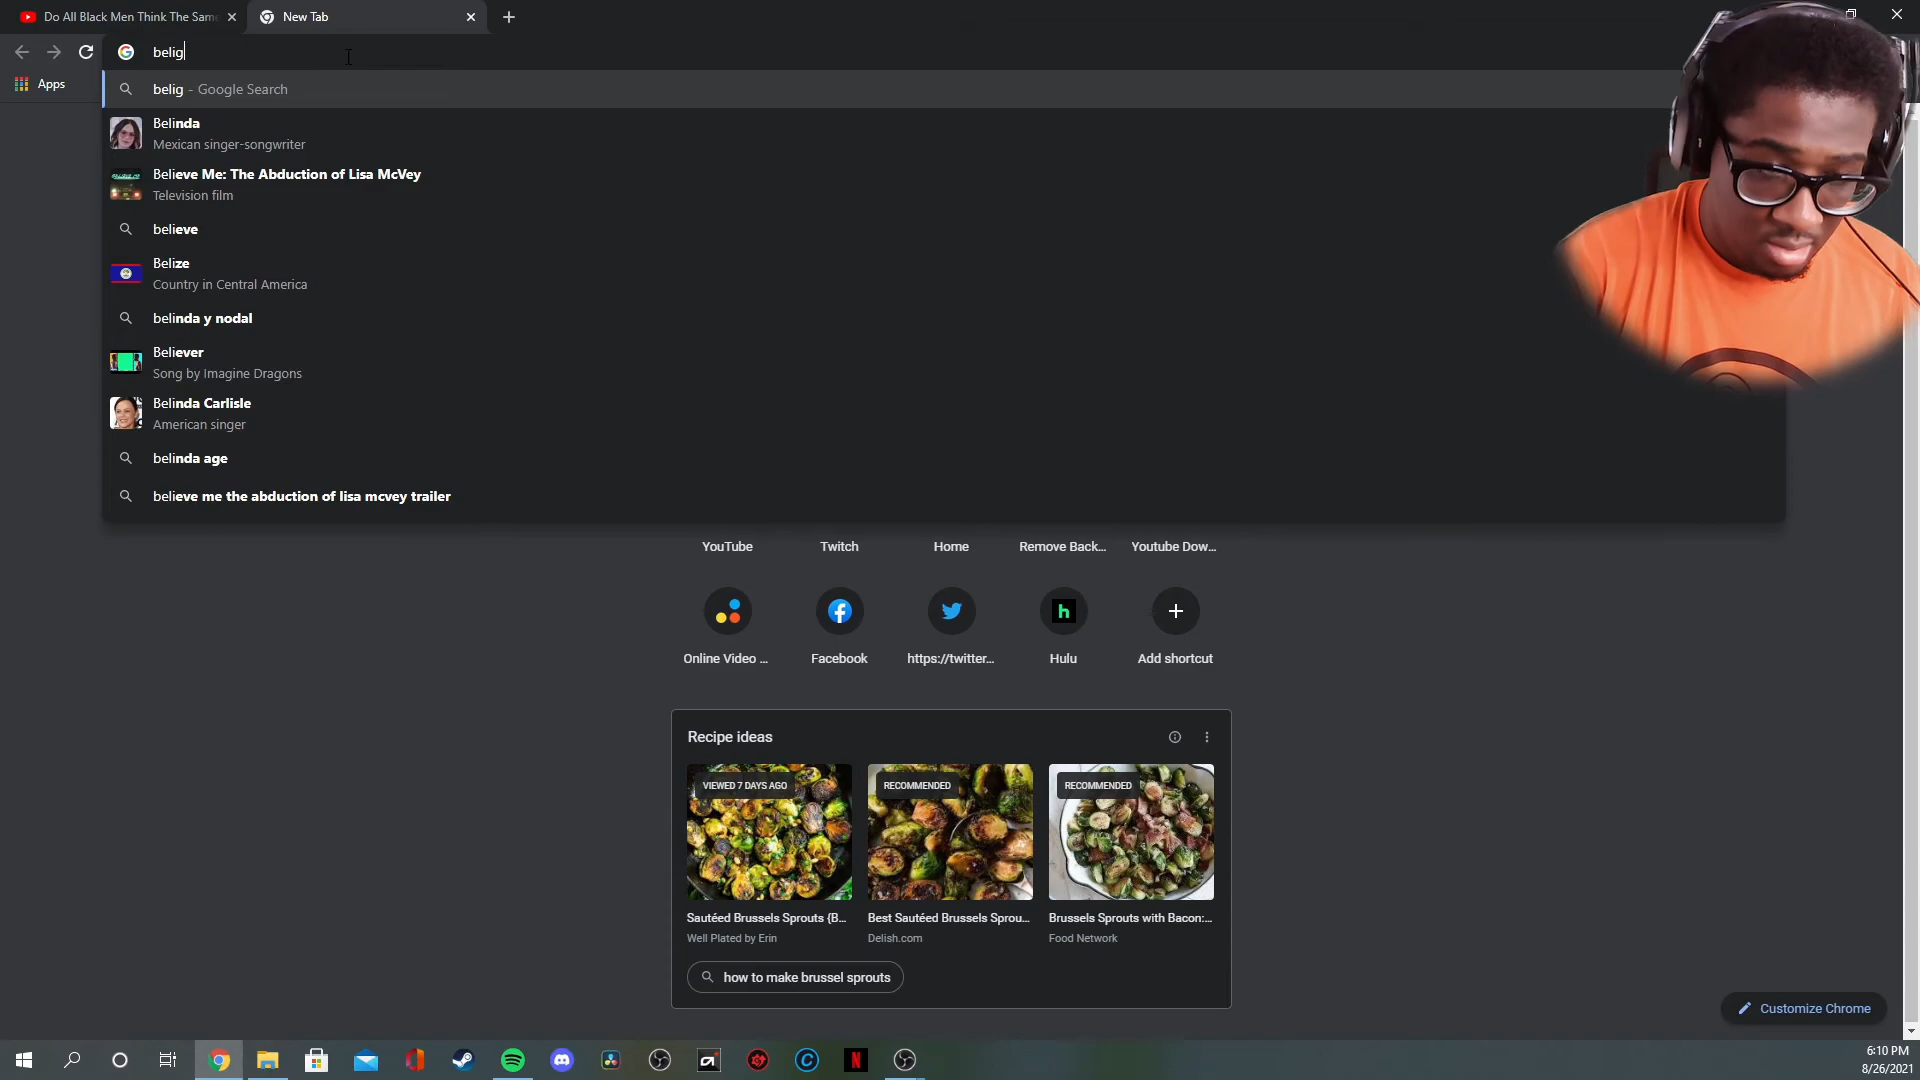 Do All Black Men Think The Same
New Tab
belig
Apps
belig - Google Search
Belinda
Mexican singer-songwriter
Believe Me: The Abduction of Lisa McVey
Television film
believe
Belize
Country in Central America
belinda y nodal
Believer
Song by Imagine Dragons
Belinda Carlisle
American singer
belinda age
believe me the abduction of lisa mcvey trailer
YouTube
Twitch
Home
Remove Back...
Youtube Dow...
Online Video ...
Facebook
https://twitter...
Hulu
Add shortcut
Recipe ideas
VIEWED 7 DAYS AGO
RECOMMENDED
RECOMMENDED
Sautéed Brussels Sprouts {B...
Best Sautéed Brussels Sprou...
Brussels Sprouts with Bacon:...
Well Plated by Erin
Delish.com
Food Network
how to make brussel sprouts
Customize Chrome
6:10 PM
8/26/2021